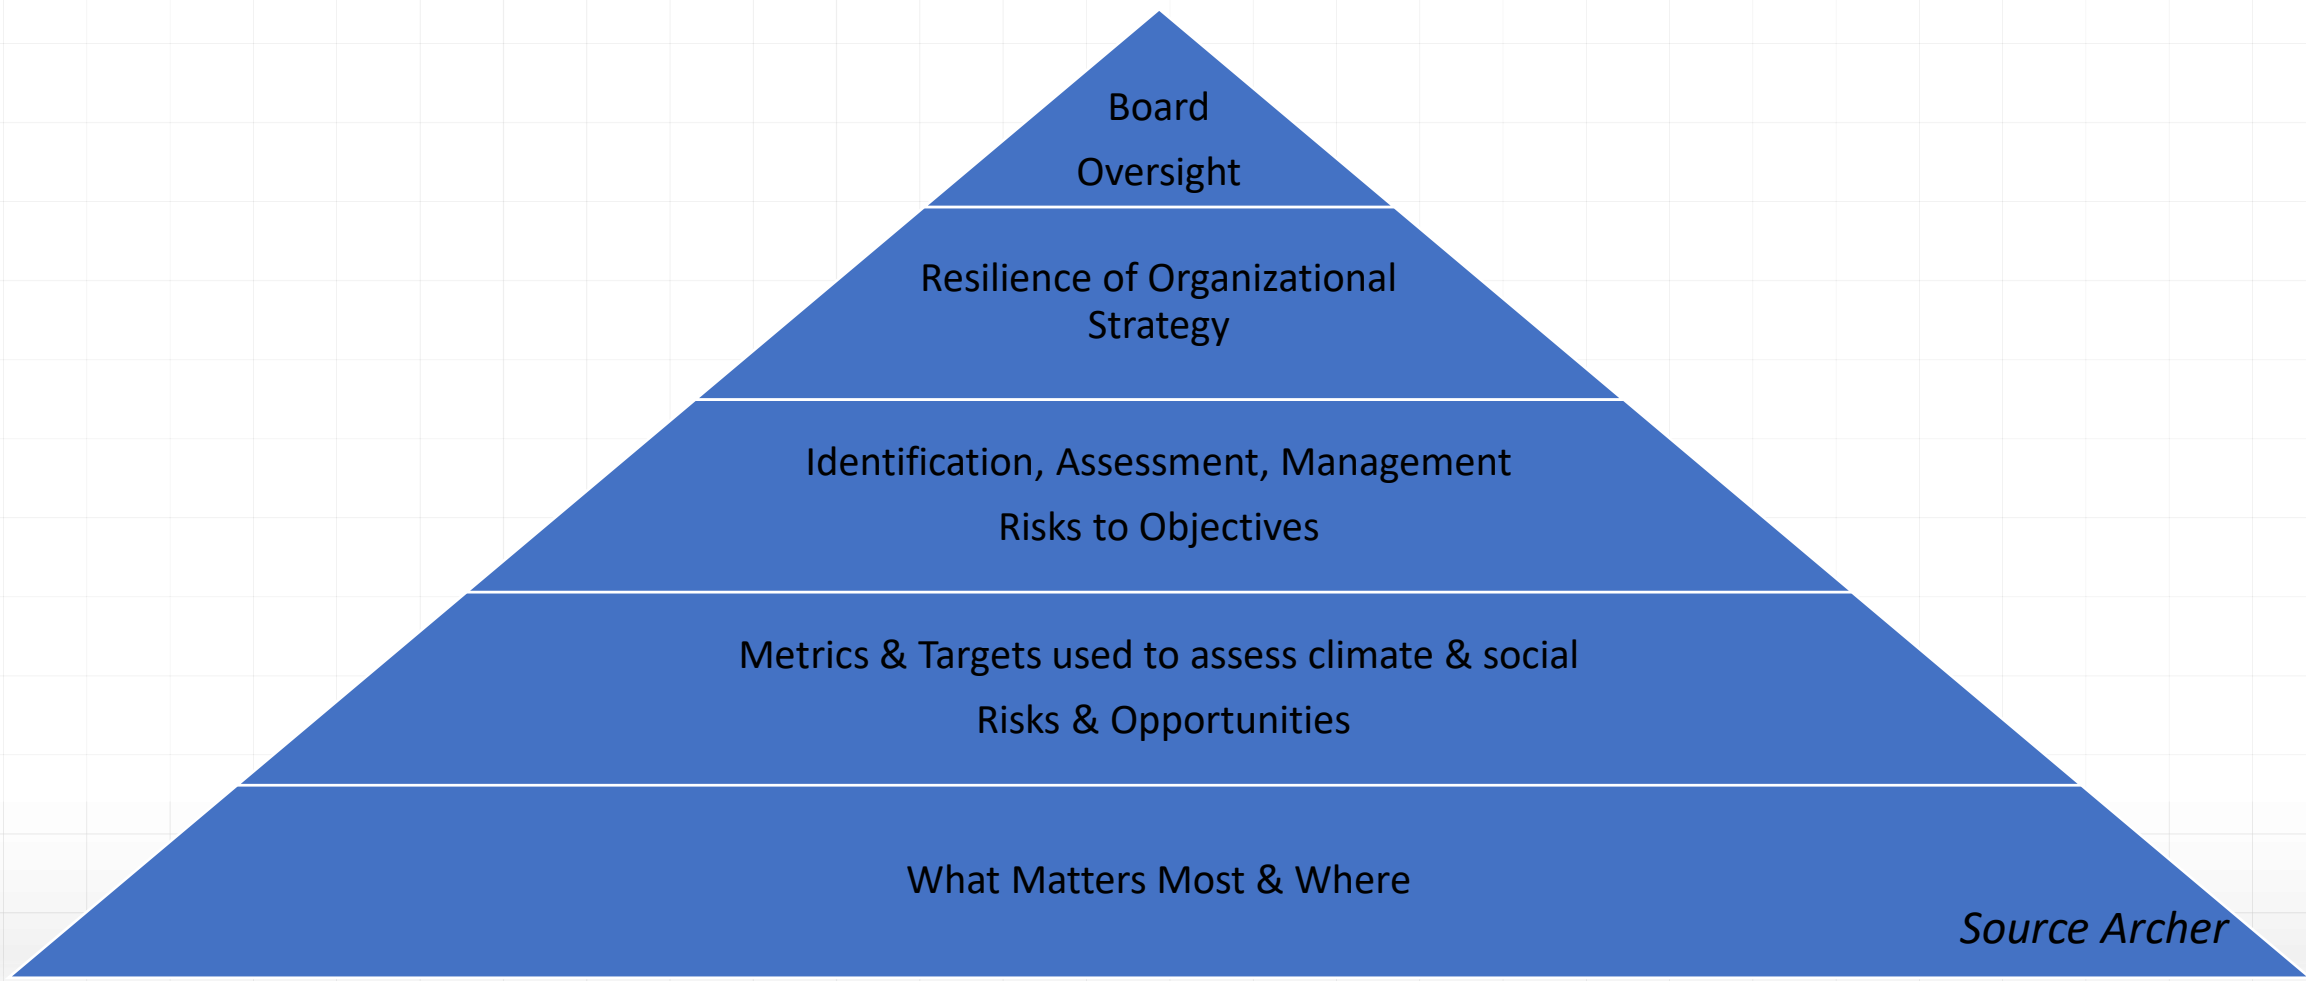 Board
Oversight
Resilience of Organizational
Strategy
Identification, Assessment, Management
Risks to Objectives
Metrics & Targets used to assess climate & social
Risks & Opportunities
What Matters Most & Where
Source Archer